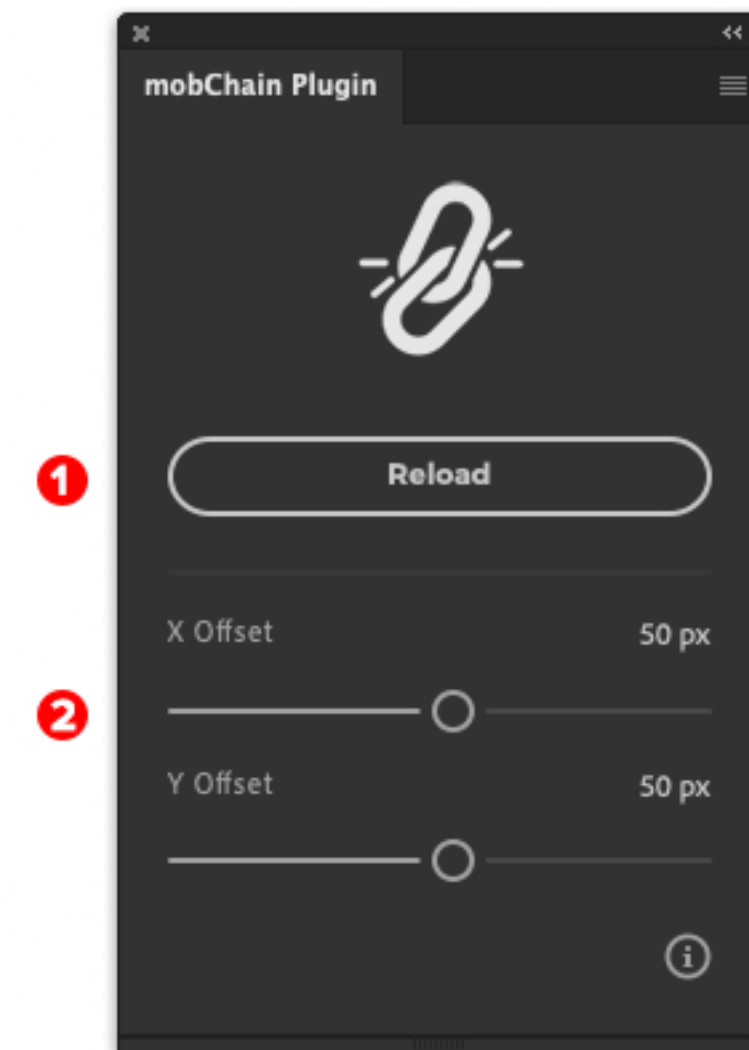 mobChain Plugin
1
Reload
X Offset
50 px
2
Y Offset
50 px
i